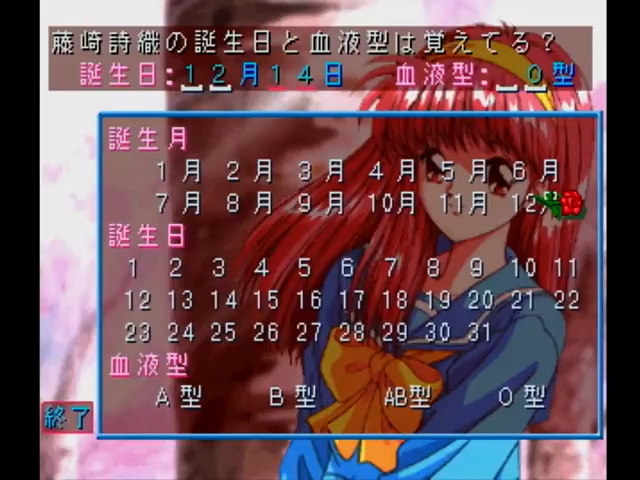 藤崎詩織の誕生日と血液型は覚えてる？
誕生日:12月14日 血液型: O型
誕生月
1月 2月 3月 4月 5月 6月
7月 8月 9月 10月 11月 12月
誕生日
1 2 3 4 5 6 7 8 9 10 11
12 13 14 15 16 17 18 19 20 21 22
23 24 25 26 27 28 29 30 31
血液型
A型 B型 AB型 O型
終了